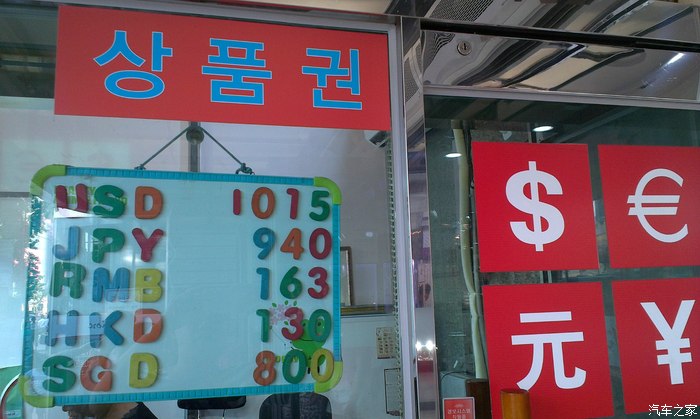 상품권
USD 1015
JPY 940
RMB 163
HKD 130
SGD 800
$ €
元 ¥
汽车之家